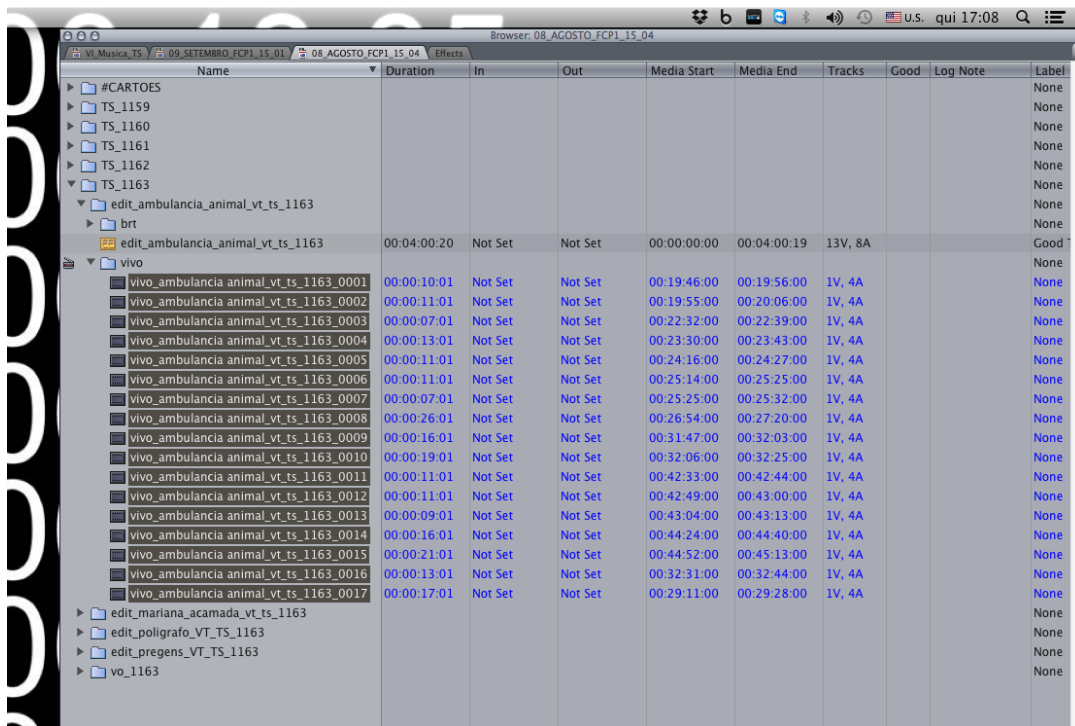 U.S. qui 17:08
Browser: 08_AGOSTO_FCP1_15_04
VI_Musica_TS 09_SETEMBRO_FCP1_15_01 08_AGOSTO_FCP1_15_04 Effects
Name Duration In Out Media Start Media End Tracks Good Log Note Label
#CARTOES None
TS_1159 None
TS_1160 None
TS_1161 None
TS_1162 None
TS_1163 None
edit_ambulancia_animal_vt_ts_1163 None
brt None
edit_ambulancia_animal_vt_ts_1163 00:04:00:20 Not Set Not Set 00:00:00:00 00:04:00:19 13V, 8A Good
vivo None
vivo_ambulancia animal_vt_ts_1163_0001 00:00:10:01 Not Set Not Set 00:19:46:00 00:19:56:00 1V, 4A None
vivo_ambulancia animal_vt_ts_1163_0002 00:00:11:01 Not Set Not Set 00:19:55:00 00:20:06:00 1V, 4A None
vivo_ambulancia animal_vt_ts_1163_0003 00:00:07:01 Not Set Not Set 00:22:32:00 00:22:39:00 1V, 4A None
vivo_ambulancia animal_vt_ts_1163_0004 00:00:13:01 Not Set Not Set 00:23:30:00 00:23:43:00 1V, 4A None
vivo_ambulancia animal_vt_ts_1163_0005 00:00:11:01 Not Set Not Set 00:24:16:00 00:24:27:00 1V, 4A None
vivo_ambulancia animal_vt_ts_1163_0006 00:00:11:01 Not Set Not Set 00:25:14:00 00:25:25:00 1V, 4A None
vivo_ambulancia animal_vt_ts_1163_0007 00:00:07:01 Not Set Not Set 00:25:25:00 00:25:32:00 1V, 4A None
vivo_ambulancia animal_vt_ts_1163_0008 00:00:26:01 Not Set Not Set 00:26:54:00 00:27:20:00 1V, 4A None
vivo_ambulancia animal_vt_ts_1163_0009 00:00:16:01 Not Set Not Set 00:31:47:00 00:32:03:00 1V, 4A None
vivo_ambulancia animal_vt_ts_1163_0010 00:00:19:01 Not Set Not Set 00:32:06:00 00:32:25:00 1V, 4A None
vivo_ambulancia animal_vt_ts_1163_0011 00:00:11:01 Not Set Not Set 00:42:33:00 00:42:44:00 1V, 4A None
vivo_ambulancia animal_vt_ts_1163_0012 00:00:11:01 Not Set Not Set 00:42:49:00 00:43:00:00 1V, 4A None
vivo_ambulancia animal_vt_ts_1163_0013 00:00:09:01 Not Set Not Set 00:43:04:00 00:43:13:00 1V, 4A None
vivo_ambulancia animal_vt_ts_1163_0014 00:00:16:01 Not Set Not Set 00:44:24:00 00:44:40:00 1V, 4A None
vivo_ambulancia animal_vt_ts_1163_0015 00:00:21:01 Not Set Not Set 00:44:52:00 00:45:13:00 1V, 4A None
vivo_ambulancia animal_vt_ts_1163_0016 00:00:13:01 Not Set Not Set 00:32:31:00 00:32:44:00 1V, 4A None
vivo_ambulancia animal_vt_ts_1163_0017 00:00:17:01 Not Set Not Set 00:29:11:00 00:29:28:00 1V, 4A None
edit_mariana_acamada_vt_ts_1163 None
edit_poligrafo_VT_TS_1163 None
edit_pregens_VT_TS_1163 None
vo_1163 None